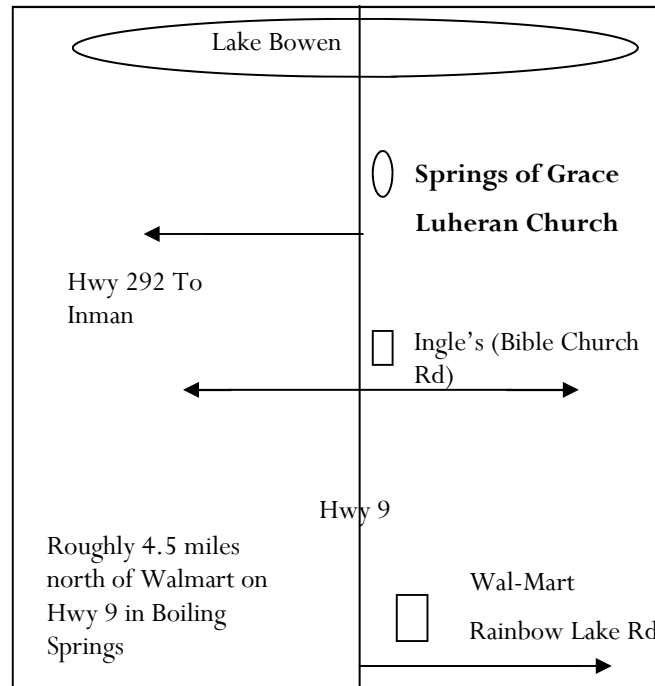 Lake Bowen
Springs of Grace
Luheran Church
Hwy 292 To
Inman
Ingle’s (Bible Church
Rd)
Hwy 9
Roughly 4.5 miles
north of Walmart on
Hwy 9 in Boiling
Springs
Wal-Mart
Rainbow Lake Rd